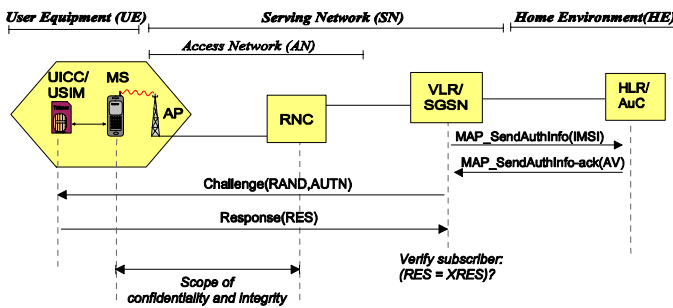 User Equipment (UE)
Serving Network (SN)
Home Environment(HE)
Access Network (AN)
UICC/
USIM
MS
AP
RNC
VLR/
SGSN
HLR/
AuC
MAP_SendAuthInfo(IMSI)
MAP_SendAuthInfo-ack(AV)
Challenge(RAND,AUTN)
Response(RES)
Verify subscriber:
(RES = XRES)?
Scope of
confidentiality and integrity